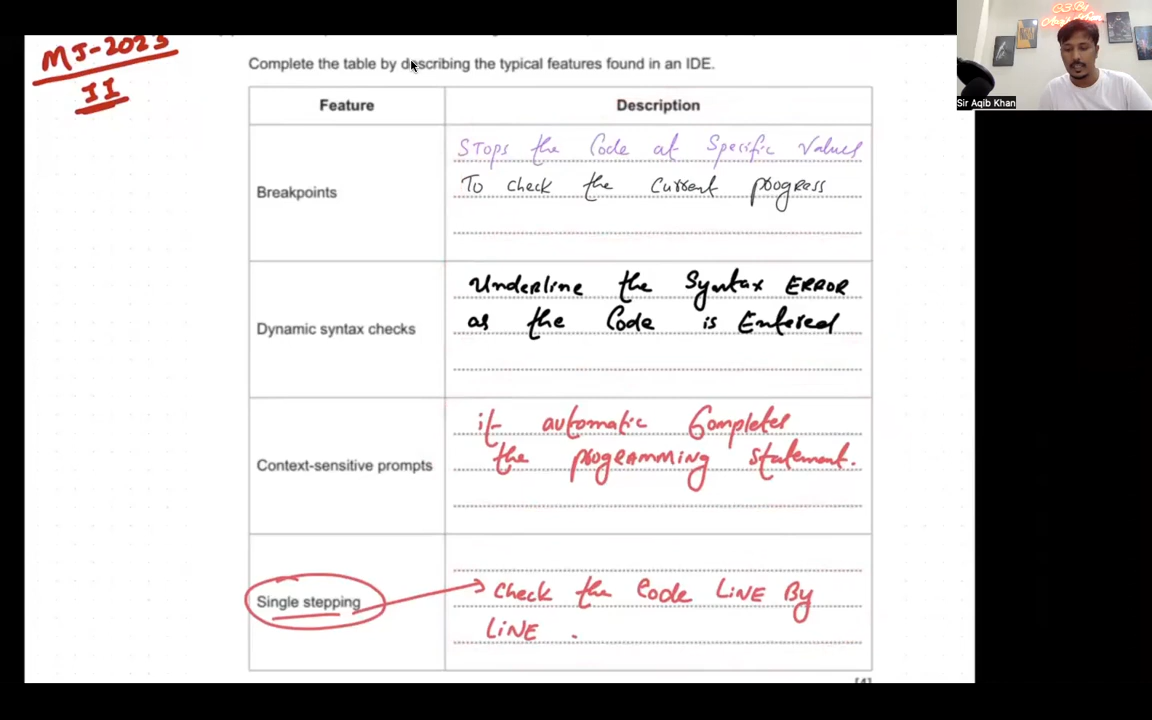 MJ-2023
II
Complete the table by describing the typical features found in an IDE.
Feature
Description
Breakpoints
Stops the Code at Specific Values
To check the current progress
Dynamic syntax checks
Underline the Syntax ERROR
as the Code is Entered
Context-sensitive prompts
it automatic Completes
the programming statement.
Single stepping
Check the Code LiNE By
LiNE .
Sir Aqib Khan